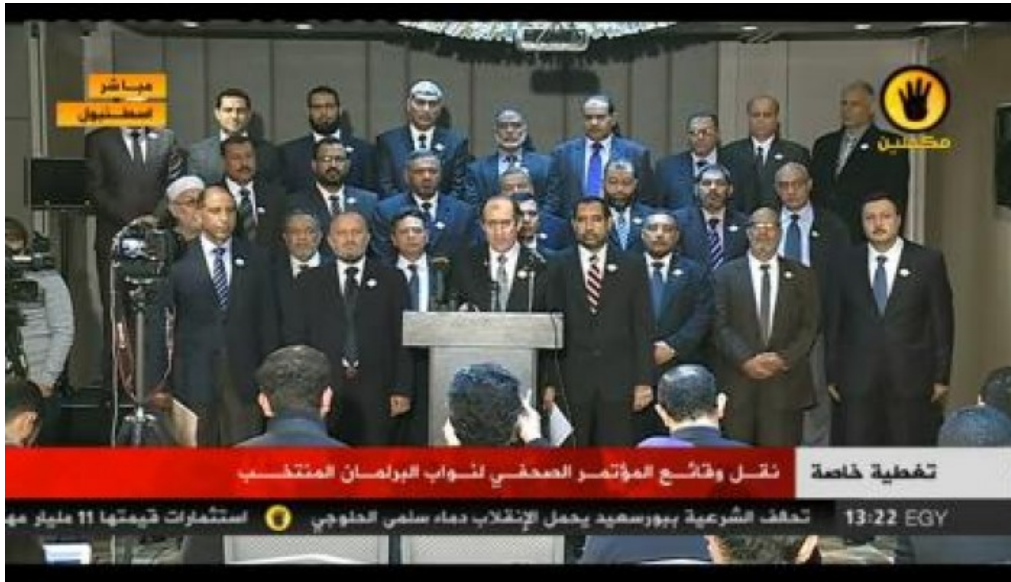 مباشر
اسطنبول
مكملين
تغطية خاصة
نقل وقائع المؤتمر الصحفي لنواب البرلمان المنتخب
13:22 EGY
تحالف الشرعية ببورسعيد يحمل الإنقلاب دماء سلمى الحلوجي
استثمارات قيمتها 11 مليار